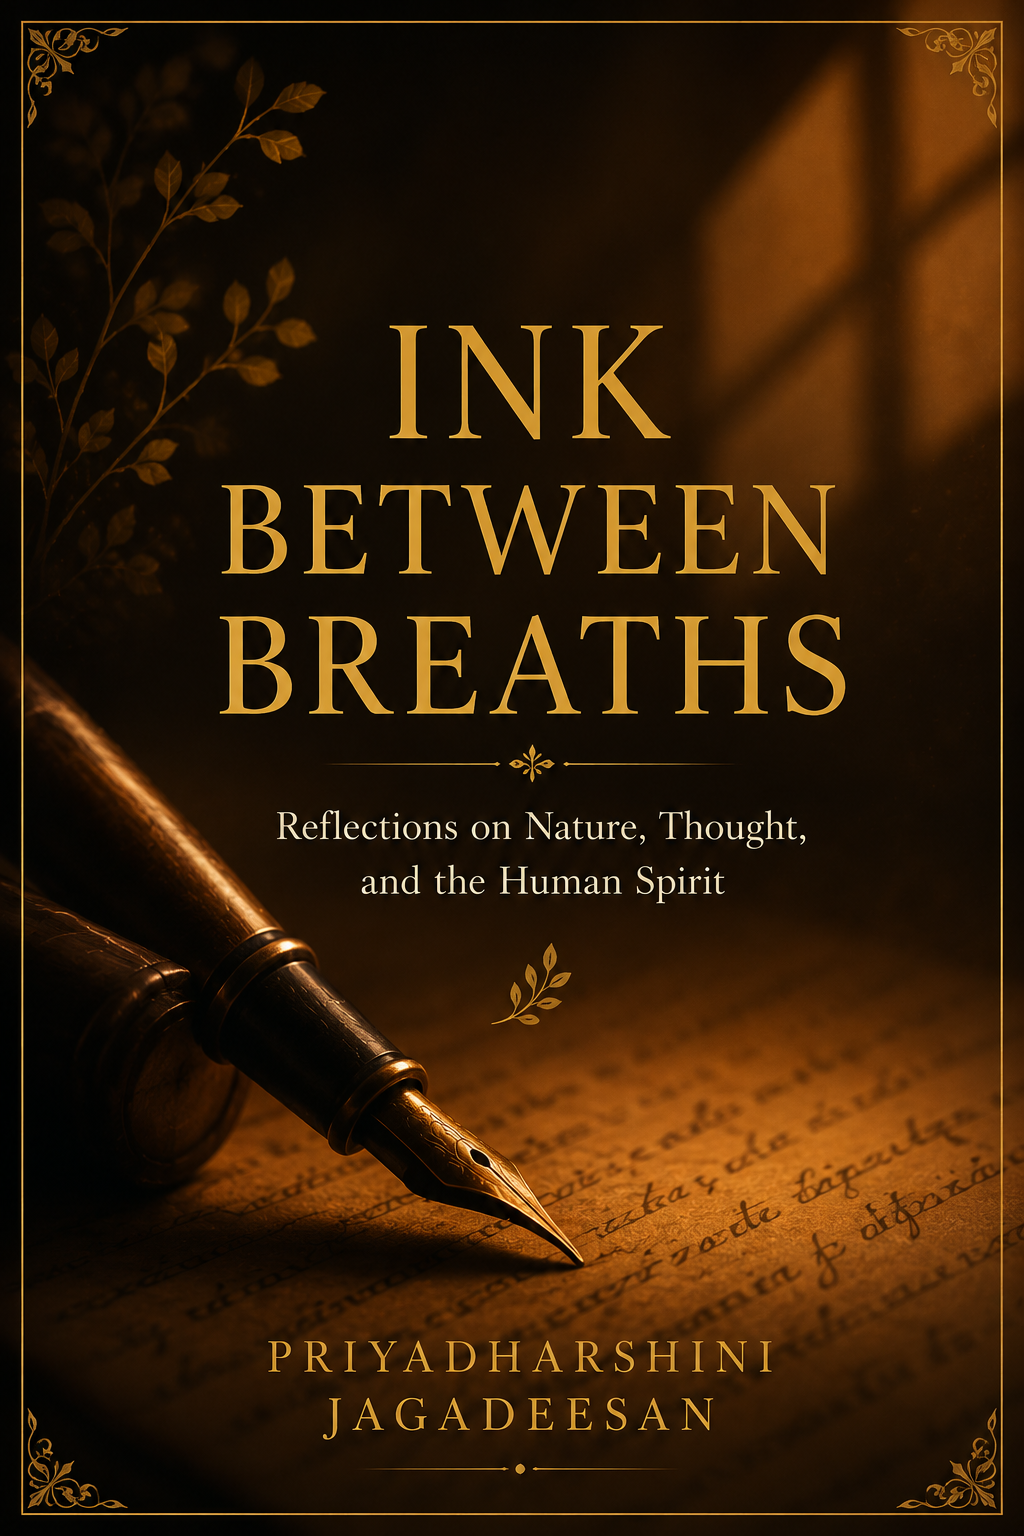 INK
BETWEEN
BREATHS
Reflections on Nature, Thought,
and the Human Spirit
PRIYADHARSHINI
JAGADEESAN